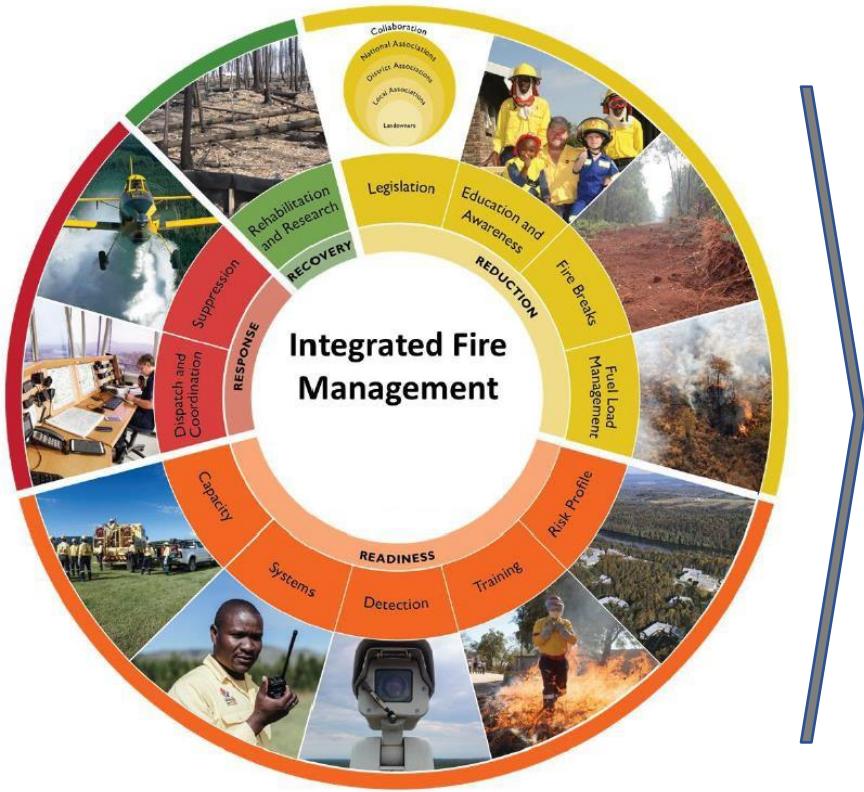 Collaboration
National Associations
District Associations
Local Associations
Landowners
Legislation
Education and
Awareness
Fire Breaks
Fuel Load
Management
REDUCTION
Risk Profile
Training
Detection
Systems
Capacity
READINESS
Dispatch and
Coordination
Suppression
RESPONSE
Rehabilitation
and Research
RECOVERY
Integrated Fire
Management